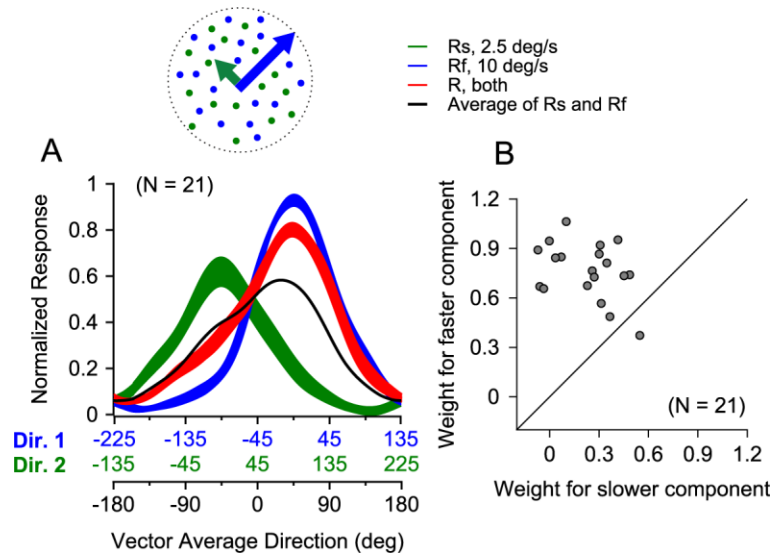 Rs, 2.5 deg/s
Rf, 10 deg/s
R, both
Average of Rs and Rf
A
(N = 21)
Normalized Response
1
0.8
0.6
0.4
0.2
0
Dir. 1 -225 -135 -45 45 135
Dir. 2 -135 -45 45 135 225
-180 -90 0 90 180
Vector Average Direction (deg)
B
Weight for faster component
1.2
0.9
0.6
0.3
0
(N = 21)
0 0.3 0.6 0.9 1.2
Weight for slower component